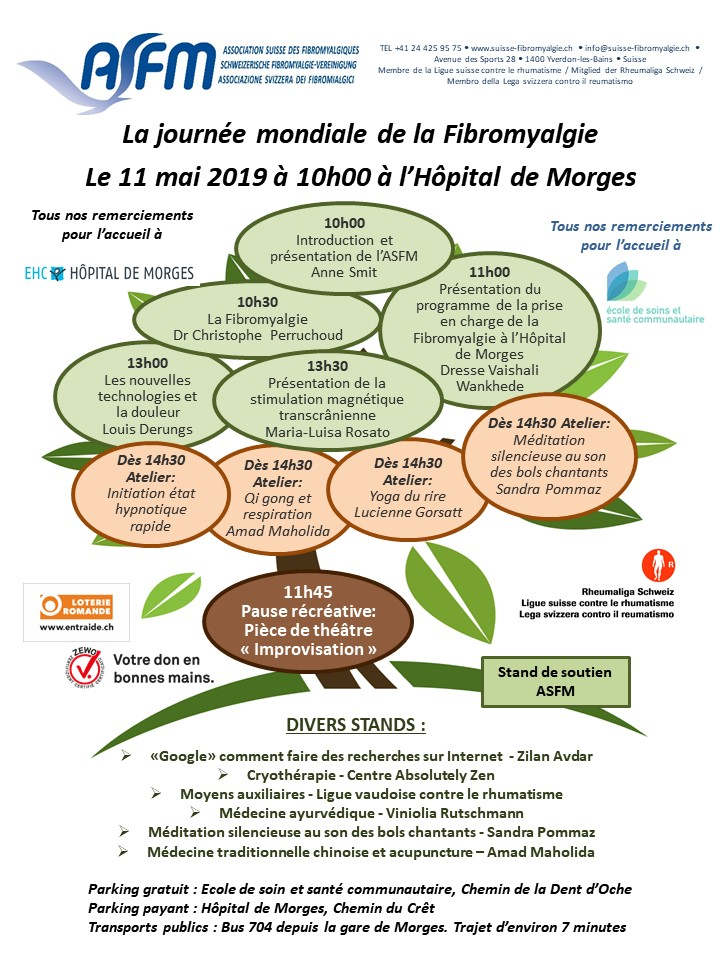 ASFM
ASSOCIATION SUISSE DES FIBROMYALGIQUES
SCHWEIZERISCHE FIBROMYALGIE-VEREINIGUNG
ASSOCIAZIONE SVIZZERA DEI FIBROMIALGICI
TEL +41 24 425 95 75 • www.suisse-fibromyalgie.ch • info@suisse-fibromyalgie.ch •
Avenue des Sports 28 • 1400 Yverdon-les-Bains • Suisse
Membre de la Ligue suisse contre le rhumatisme / Mitglied der Rheumaliga Schweiz /
Membro della Lega svizzera contro il reumatismo
La journée mondiale de la Fibromyalgie
Le 11 mai 2019 à 10h00 à l'Hôpital de Morges
Tous nos remerciements
pour l'accueil à
EHC HÔPITAL DE MORGES
Tous nos remerciements
pour l'accueil à
école de soins et
santé communautaire
10h00
Introduction et
présentation de l'ASFM
Anne Smit
10h30
La Fibromyalgie
Dr Christophe Perruchoud
11h00
Présentation du
programme de la prise
en charge de la
Fibromyalgie à l'Hôpital
de Morges
Dresse Vaishali
Wankhede
13h00
Les nouvelles
technologies et
la douleur
Louis Derungs
13h30
Présentation de la
stimulation magnétique
transcrânienne
Maria-Luisa Rosato
Dès 14h30
Atelier:
Initiation état
hypnotique
rapide
Dès 14h30
Atelier:
Qi gong et
respiration
Amad Maholida
Dès 14h30
Atelier:
Yoga du rire
Lucienne Gorsatt
Dès 14h30 Atelier:
Méditation
silencieuse au son
des bols chantants
Sandra Pommaz
11h45
Pause récréative:
Pièce de théâtre
« Improvisation »
LOTERIE
ROMANDE
www.entraide.ch
ZEWO
Votre don en
bonnes mains.
R
Rheumaliga Schweiz
Ligue suisse contre le rhumatisme
Lega svizzera contro il reumatismo
Stand de soutien
ASFM
DIVERS STANDS :
➢ «Google» comment faire des recherches sur Internet - Zilan Avdar
➢ Cryothérapie - Centre Absolutely Zen
➢ Moyens auxiliaires - Ligue vaudoise contre le rhumatisme
➢ Médecine ayurvédique - Viniolia Rutschmann
➢ Méditation silencieuse au son des bols chantants - Sandra Pommaz
➢ Médecine traditionnelle chinoise et acupuncture – Amad Maholida
Parking gratuit : Ecole de soin et santé communautaire, Chemin de la Dent d'Oche
Parking payant : Hôpital de Morges, Chemin du Crêt
Transports publics : Bus 704 depuis la gare de Morges. Trajet d'environ 7 minutes